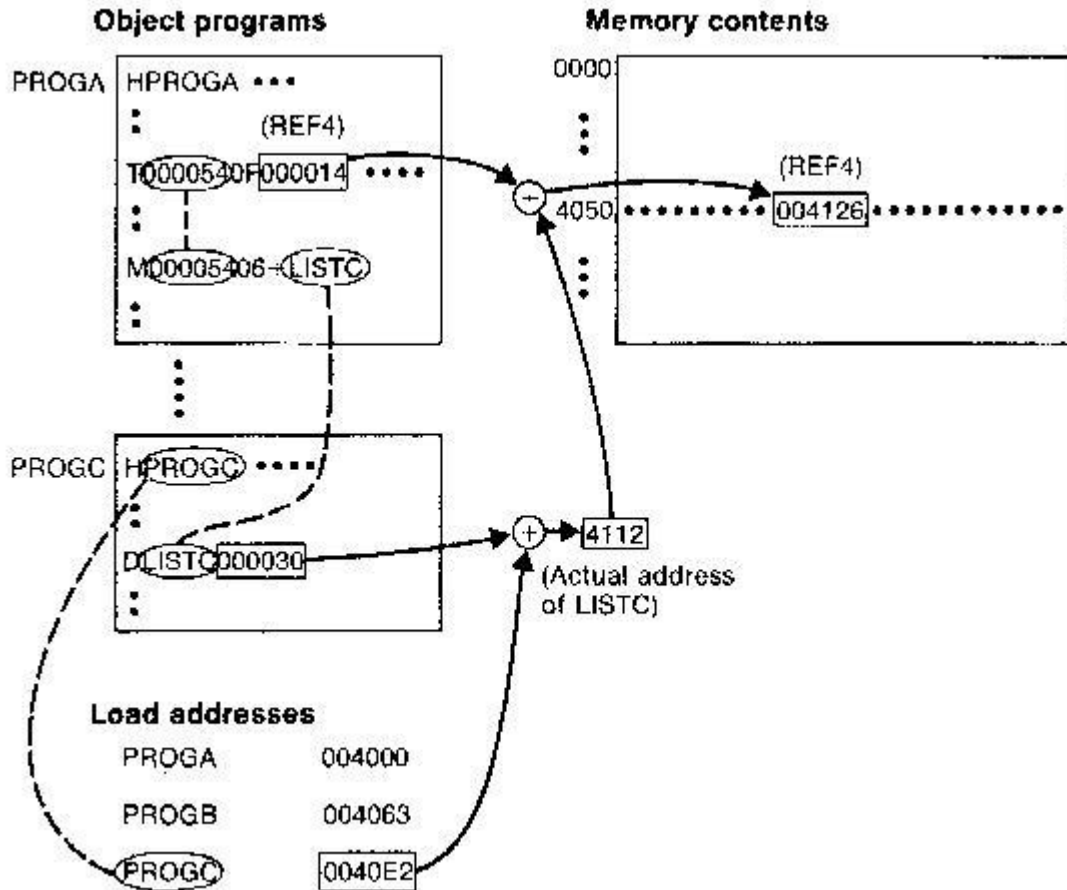 Object programs
Memory contents
PROGA HPROGA
(REF4)
T0000540F000014
M00005406+LISTC
0000
(REF4)
4050 004126
PROGC HPROGC
DLISTC000030
+
+
4112
(Actual address
of LISTC)
Load addresses
PROGA 004000
PROGB 004063
PROGC 0040E2